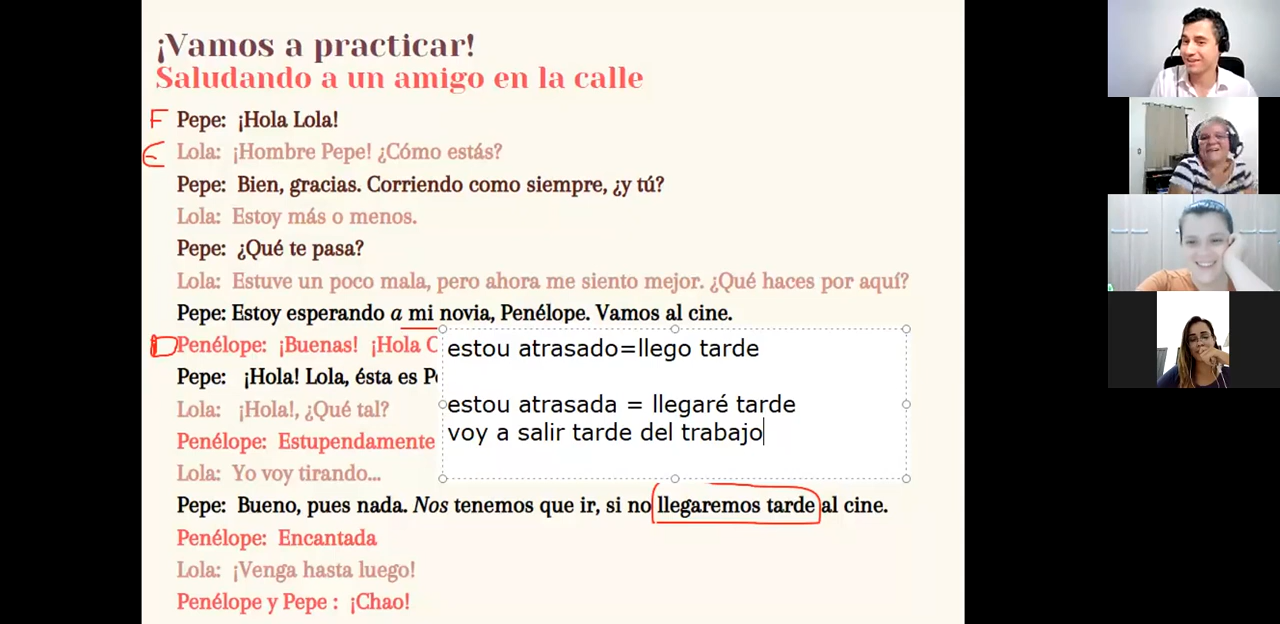 ¡Vamos a practicar!
Saludando a un amigo en la calle
F Pepe: ¡Hola Lola!
E Lola: ¡Hombre Pepe! ¿Cómo estás?
Pepe: Bien, gracias. Corriendo como siempre, ¿y tú?
Lola: Estoy más o menos.
Pepe: ¿Qué te pasa?
Lola: Estuve un poco mala, pero ahora me siento mejor. ¿Qué haces por aquí?
Pepe: Estoy esperando a mi novia, Penélope. Vamos al cine.
D Penélope: ¡Buenas! ¡Hola
Pepe: ¡Hola! Lola, ésta es
Lola: ¡Hola!, ¿Qué tal?
Penélope: Estupendamente
Lola: Yo voy tirando...
estou atrasado=llego tarde
estou atrasada = llegaré tarde
voy a salir tarde del trabajo
Pepe: Bueno, pues nada. Nos tenemos que ir, si no llegaremos tarde al cine.
Penélope: Encantada
Lola: ¡Venga hasta luego!
Penélope y Pepe : ¡Chao!